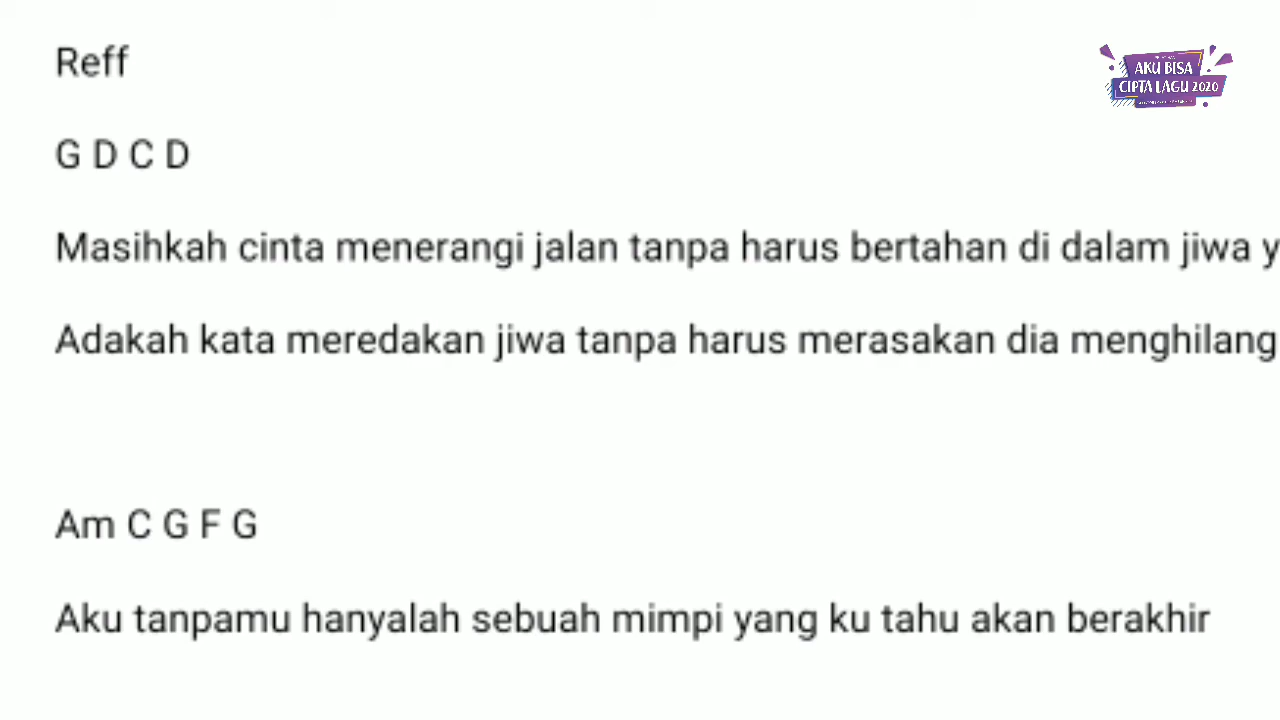 Reff
AKU BISA
CIPTA LAGU 2020
G D C D
Masihkah cinta menerangi jalan tanpa harus bertahan di dalam jiwa y
Adakah kata meredakan jiwa tanpa harus merasakan dia menghilang
Am C G F G
Aku tanpamu hanyalah sebuah mimpi yang ku tahu akan berakhir